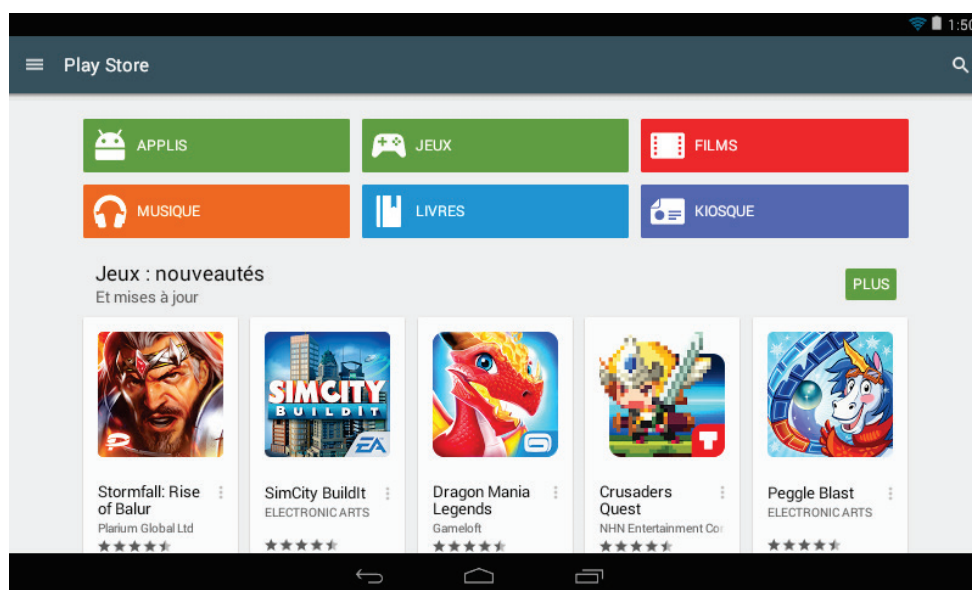 1:50
Play Store
APPLIS
JEUX
FILMS
MUSIQUE
LIVRES
KIOSQUE
Jeux : nouveautés
Et mises à jour
PLUS
SIMCITY
BUILDIT
EA
Stormfall: Rise
of Balur
Plarium Global Ltd
SimCity BuildIt
ELECTRONIC ARTS
Dragon Mania
Legends
Gameloft
Crusaders
Quest
NHN Entertainment Cor
Peggle Blast
ELECTRONIC ARTS